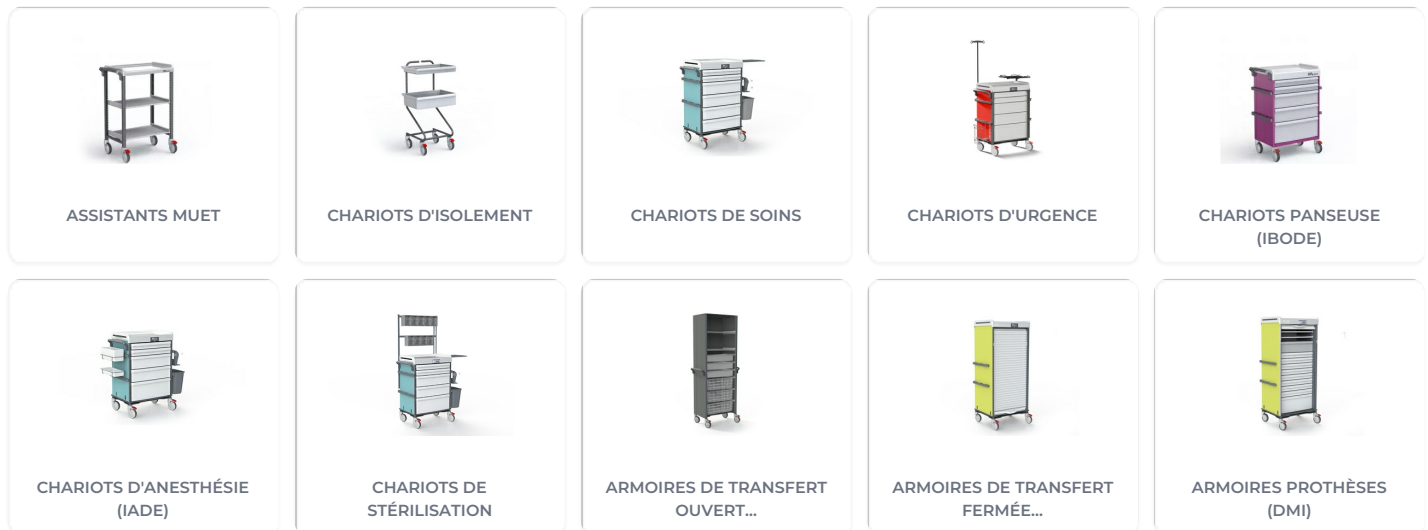 ASSISTANTS MUET
CHARIOTS D'ISOLEMENT
CHARIOTS DE SOINS
CHARIOTS D'URGENCE
CHARIOTS PANSEUSE
(IBODE)
CHARIOTS D'ANESTHÉSIE
(IADE)
CHARIOTS DE
STÉRILISATION
ARMOIRES DE TRANSFERT
OUVERT...
ARMOIRES DE TRANSFERT
FERMÉE...
ARMOIRES PROTHÈSES
(DMI)